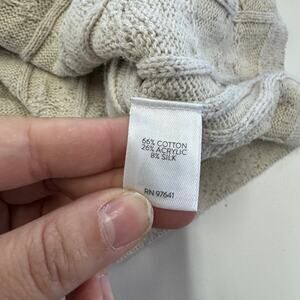 66% COTTON
26% ACRYLIC
8% SILK
RN 97641